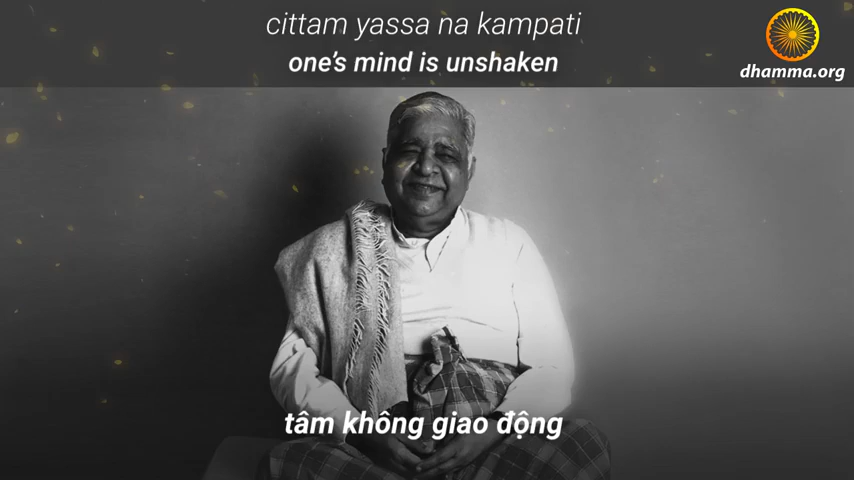 cittam yassa na kampati
one's mind is unshaken
dhamma.org
tâm không giao động